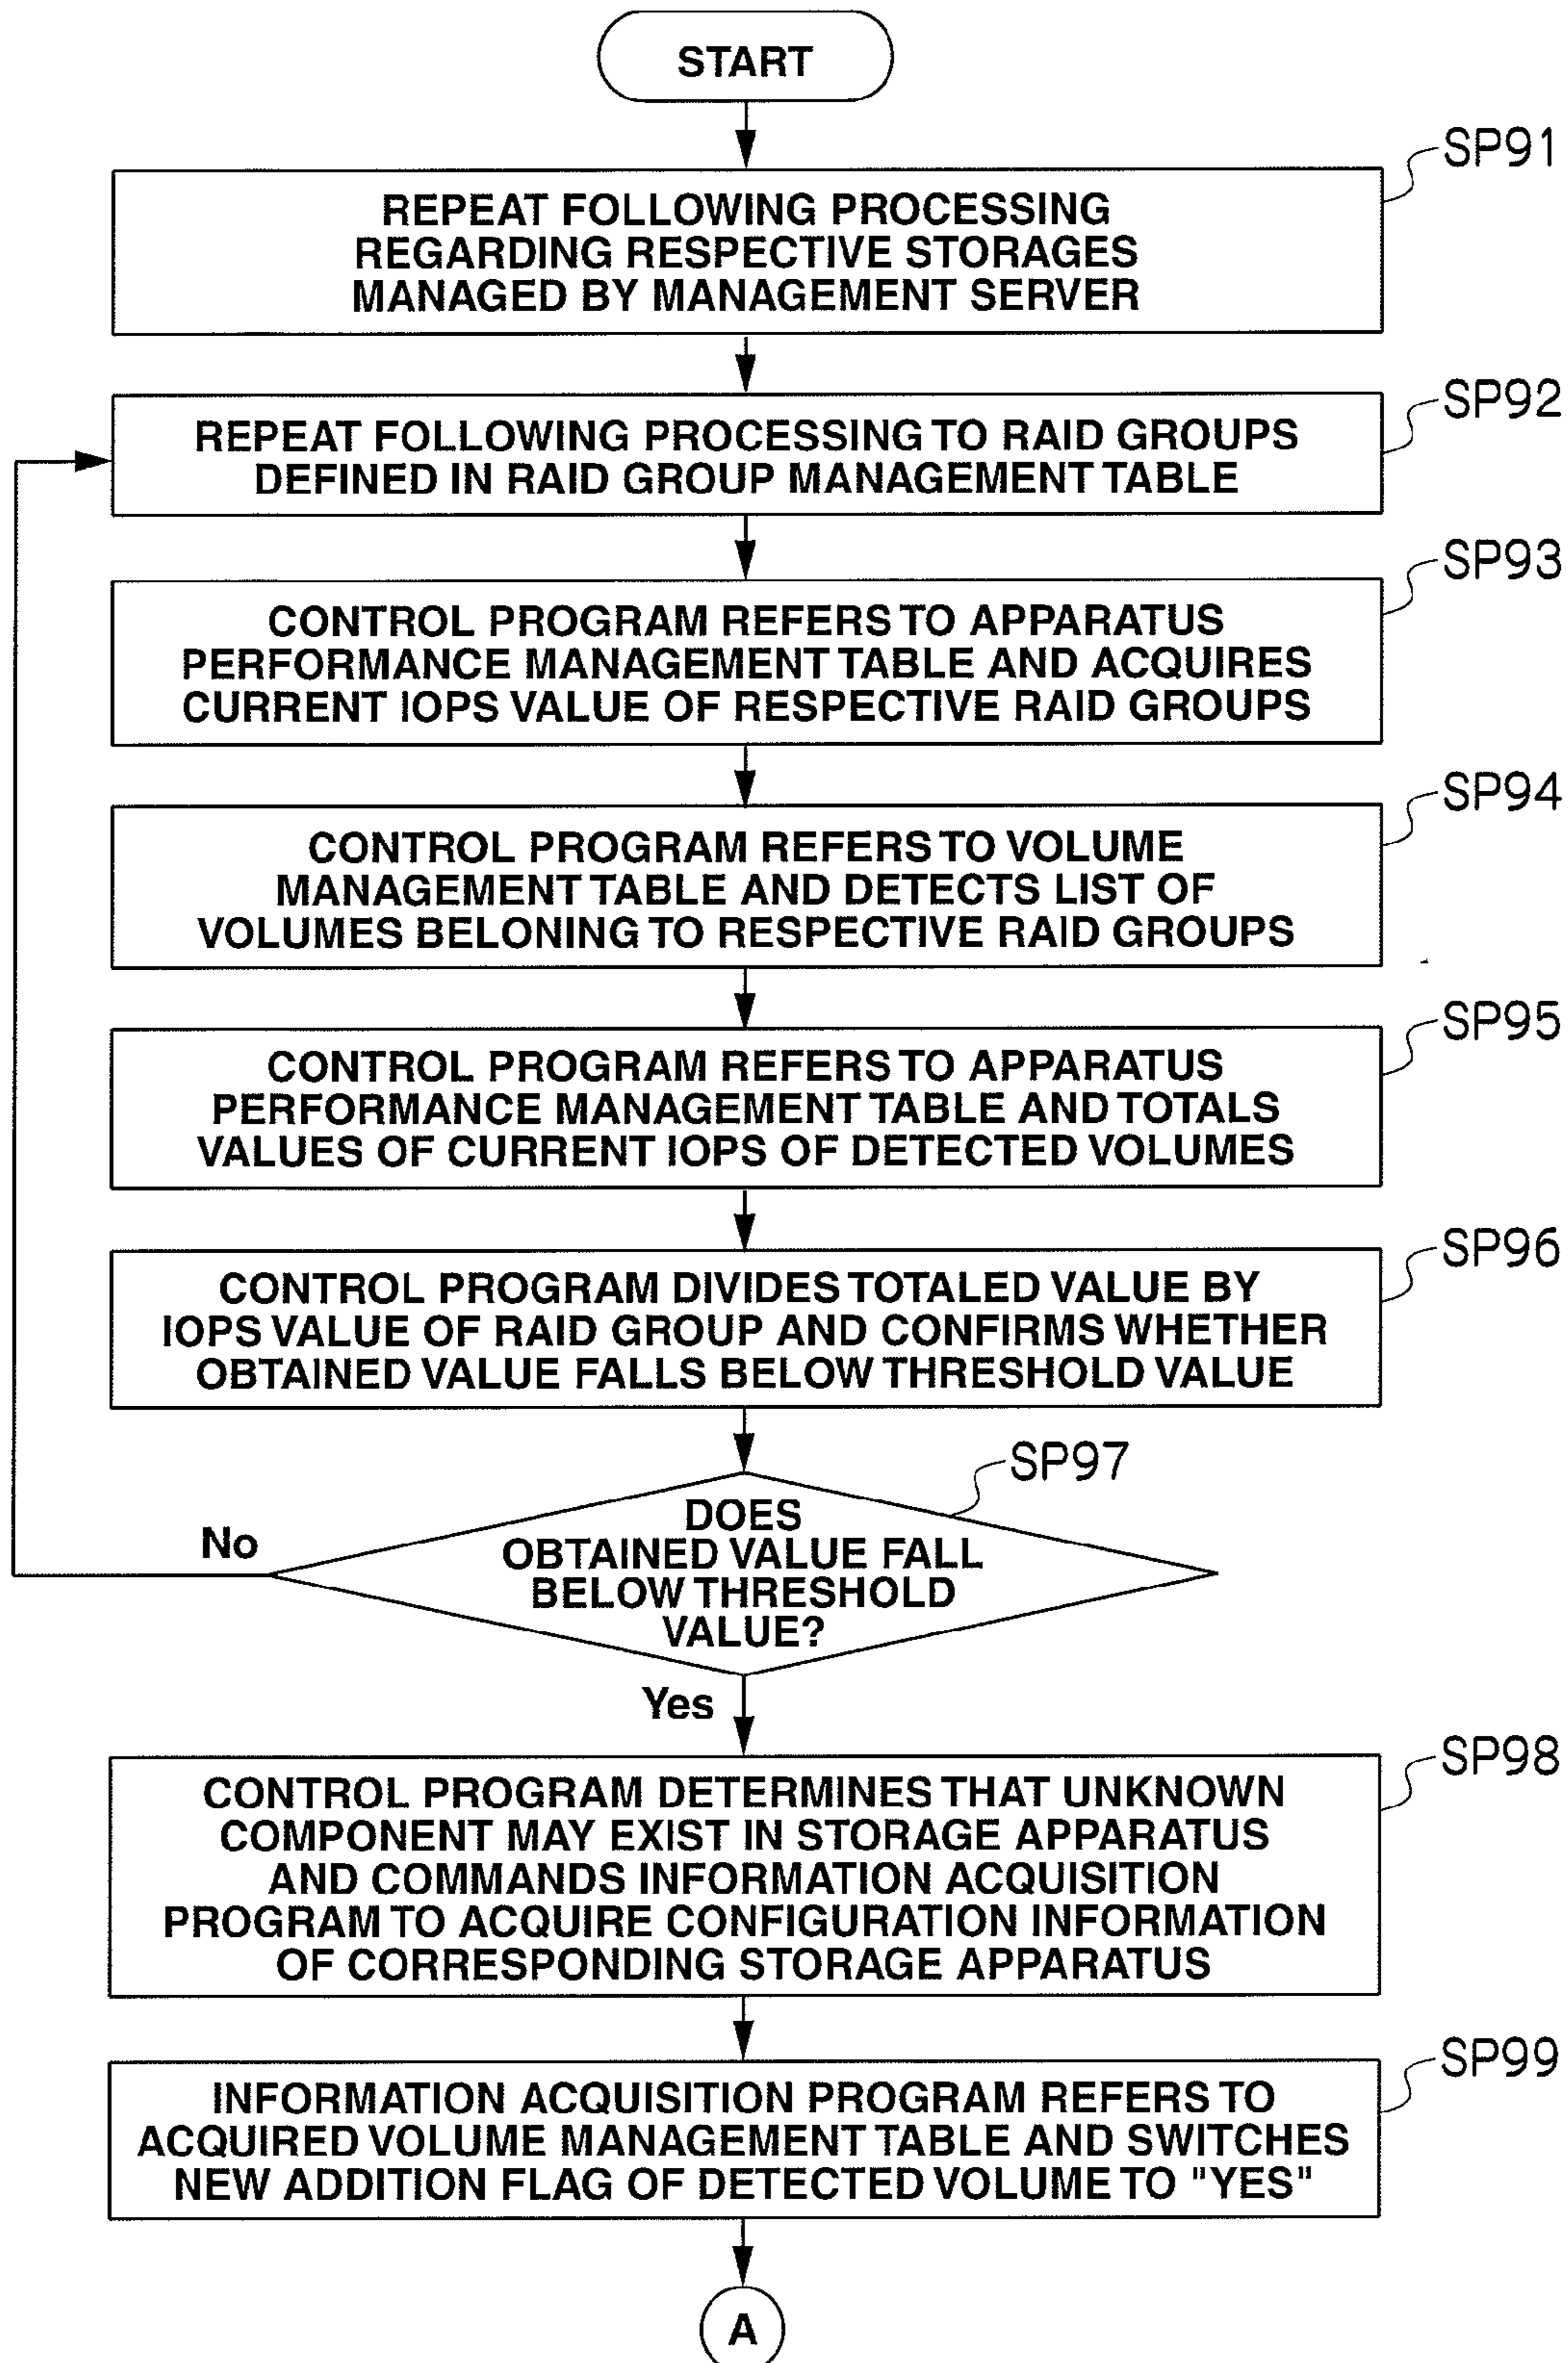 START
SP91
REPEAT FOLLOWING PROCESSING
REGARDING RESPECTIVE STORAGES
MANAGED BY MANAGEMENT SERVER
SP92
REPEAT FOLLOWING PROCESSING TO RAID GROUPS
DEFINED IN RAID GROUP MANAGEMENT TABLE
SP93
CONTROL PROGRAM REFERS TO APPARATUS
PERFORMANCE MANAGEMENT TABLE AND ACQUIRES
CURRENT IOPS VALUE OF RESPECTIVE RAID GROUPS
SP94
CONTROL PROGRAM REFERS TO VOLUME
MANAGEMENT TABLE AND DETECTS LIST OF
VOLUMES BELONING TO RESPECTIVE RAID GROUPS
SP95
CONTROL PROGRAM REFERS TO APPARATUS
PERFORMANCE MANAGEMENT TABLE AND TOTALS
VALUES OF CURRENT IOPS OF DETECTED VOLUMES
SP96
CONTROL PROGRAM DIVIDES TOTALED VALUE BY
IOPS VALUE OF RAID GROUP AND CONFIRMS WHETHER
OBTAINED VALUE FALLS BELOW THRESHOLD VALUE
SP97
DOES
OBTAINED VALUE FALL
BELOW THRESHOLD
VALUE?
No
Yes
SP98
CONTROL PROGRAM DETERMINES THAT UNKNOWN
COMPONENT MAY EXIST IN STORAGE APPARATUS
AND COMMANDS INFORMATION ACQUISITION
PROGRAM TO ACQUIRE CONFIGURATION INFORMATION
OF CORRESPONDING STORAGE APPARATUS
SP99
INFORMATION ACQUISITION PROGRAM REFERS TO
ACQUIRED VOLUME MANAGEMENT TABLE AND SWITCHES
NEW ADDITION FLAG OF DETECTED VOLUME TO "YES"
A